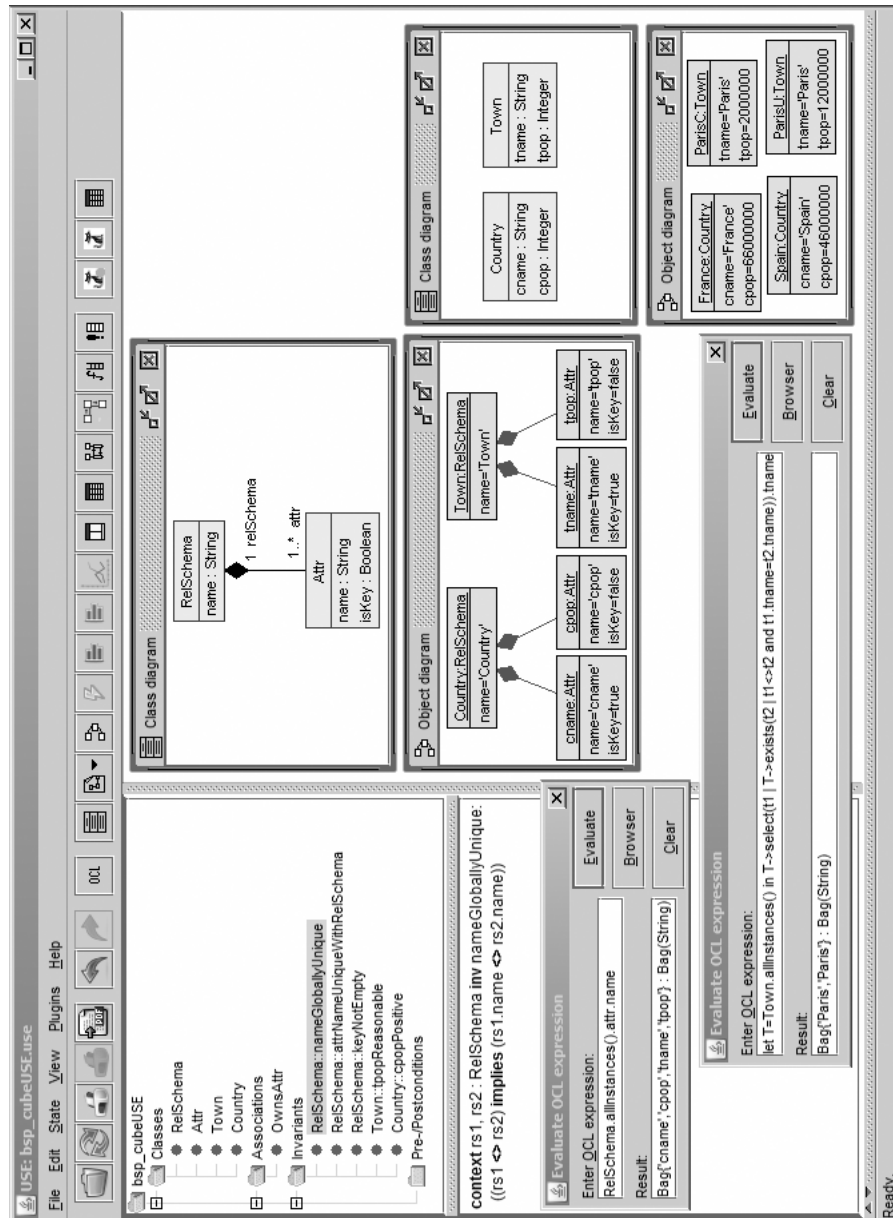 USE: bsp_cubeUSE.use
File Edit State View Plugins Help
OCL
bsp_cubeUSE
Classes
RelSchema
Attr
Town
Country
Associations
OwnsAttr
Invariants
RelSchema::nameGloballyUnique
RelSchema::attrNameUniqueWithRelSchema
RelSchema::keyNotEmpty
Town::tpopReasonable
Country::cpopPositive
Pre-/Postconditions
context rs1, rs2 : RelSchema inv nameGloballyUnique:
((rs1 <> rs2) implies (rs1.name <> rs2.name))
Class diagram
RelSchema
name : String
1 relSchema
1..* attr
Attr
name : String
isKey : Boolean
Object diagram
Country:RelSchema
name='Country'
Town:RelSchema
name='Town'
cname:Attr
name='cname'
isKey=true
cpop:Attr
name='cpop'
isKey=false
tname:Attr
name='tname'
isKey=true
tpop:Attr
name='tpop'
isKey=false
Class diagram
Country
cname : String
cpop : Integer
Town
tname : String
tpop : Integer
Object diagram
France:Country
cname='France'
cpop=66000000
ParisC:Town
tname='Paris'
tpop=2000000
Spain:Country
cname='Spain'
cpop=46000000
ParisU:Town
tname='Paris'
tpop=12000000
Evaluate OCL expression
Enter OCL expression:
RelSchema.allInstances().attr.name
Result:
Bag{'cname','cpop','tname','tpop'} : Bag(String)
Evaluate
Browser
Clear
Evaluate OCL expression
Enter OCL expression:
let T=Town.allInstances() in T->select(t1 | T->exists(t2 | t1<>t2 and t1.tname=t2.tname)).tname
Result:
Bag{'Paris','Paris'} : Bag(String)
Evaluate
Browser
Clear
Ready.